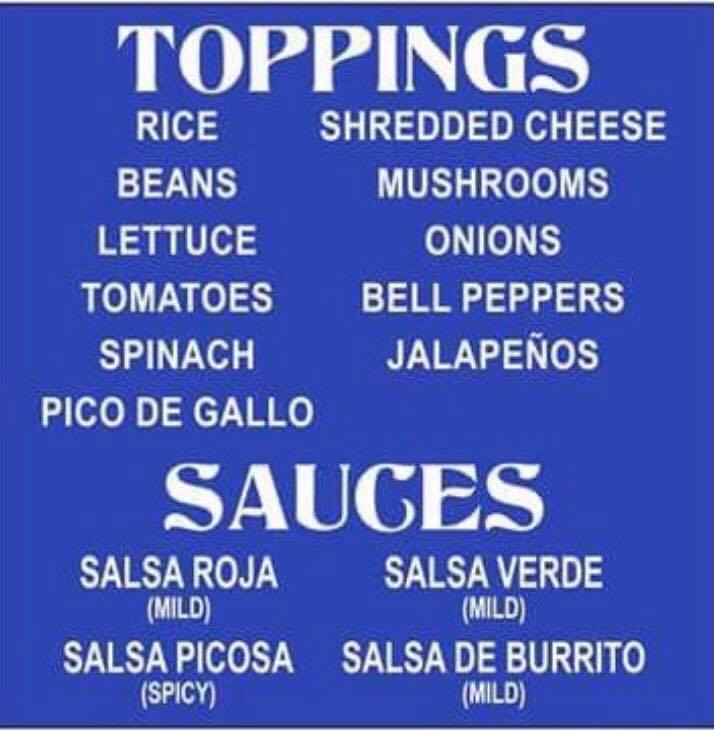 TOPPINGS
RICE
SHREDDED CHEESE
BEANS
MUSHROOMS
LETTUCE
ONIONS
TOMATOES
BELL PEPPERS
SPINACH
JALAPEÑOS
PICO DE GALLO
SAUCES
SALSA ROJA
(MILD)
SALSA VERDE
(MILD)
SALSA PICOSA
(SPICY)
SALSA DE BURRITO
(MILD)